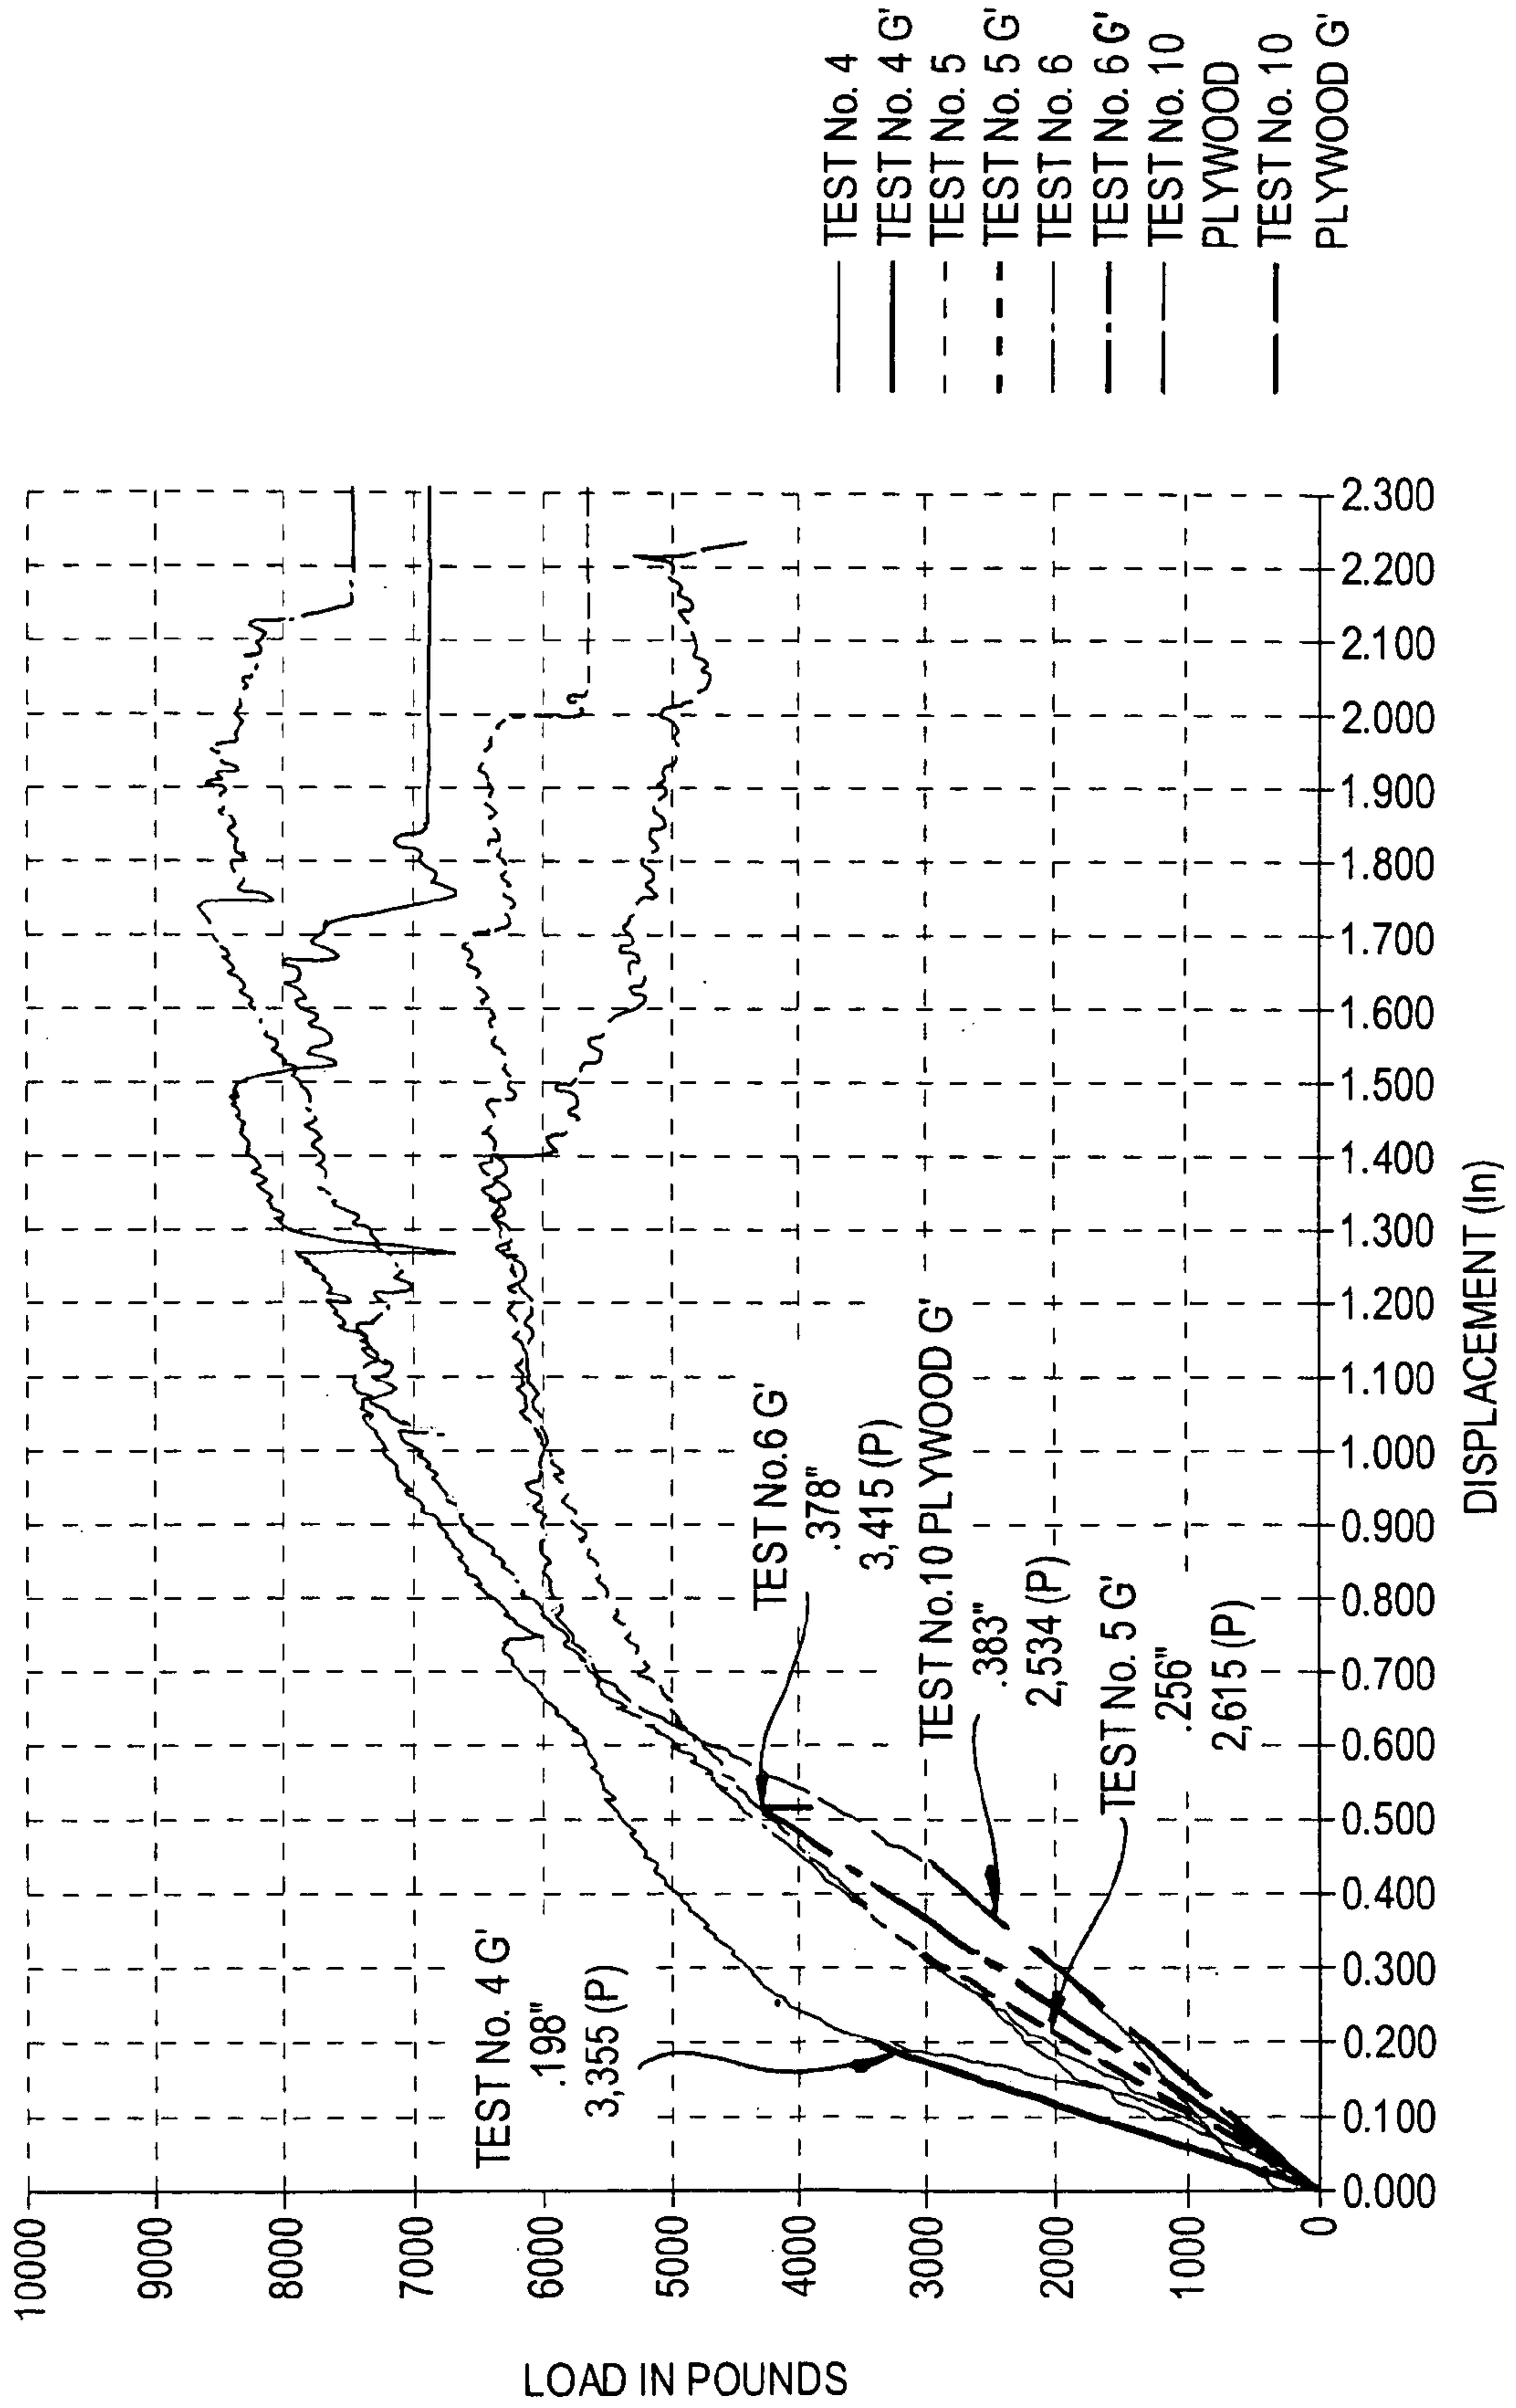 LOAD IN POUNDS
10000
9000
8000
7000
6000
5000
4000
3000
2000
1000
0
0.000
0.100
0.200
0.300
0.400
0.500
0.600
0.700
0.800
0.900
1.000
1.100
1.200
1.300
1.400
1.500
1.600
1.700
1.800
1.900
2.000
2.100
2.200
2.300
DISPLACEMENT (In)
TEST No. 4 G'
.198"
3,355 (P)
TEST No.6 G'
.378"
3,415 (P)
TEST No.10 PLYWOOD G'
.383"
2,534 (P)
TEST No. 5 G'
.256"
2,615 (P)
TEST No. 4
TEST No. 4 G'
TEST No. 5
TEST No. 5 G'
TEST No. 6
TEST No. 6 G'
TEST No. 10
PLYWOOD
TEST No. 10
PLYWOOD G'